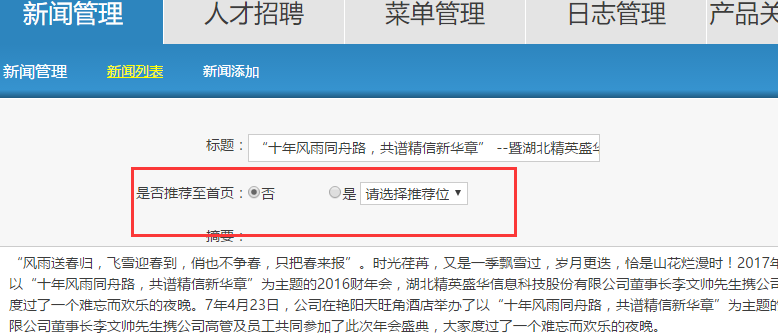 新闻管理 人才招聘 菜单管理 日志管理 产品关
新闻管理 新闻列表 新闻添加
标题： “十年风雨同舟路，共谱精信新华章” --暨湖北精英盛华
是否推荐至首页： 否 是 请选择推荐位
摘要：
“风雨送春归，飞雪迎春到，俏也不争春，只把春来报”。时光荏苒，又是一季飘雪过，岁月更迭，恰是山花烂漫时！2017年
以“十年风雨同舟路，共谱精信新华章”为主题的2016财年会，湖北精英盛华信息科技股份有限公司董事长李文帅先生携公司
度过了一个难忘而欢乐的夜晚。7年4月23日，公司在艳阳天旺角酒店举办了以“十年风雨同舟路，共谱精信新华章”为主题的
限公司董事长李文帅先生携公司高管及员工共同参加了此次年会盛典，大家度过了一个难忘而欢乐的夜晚。